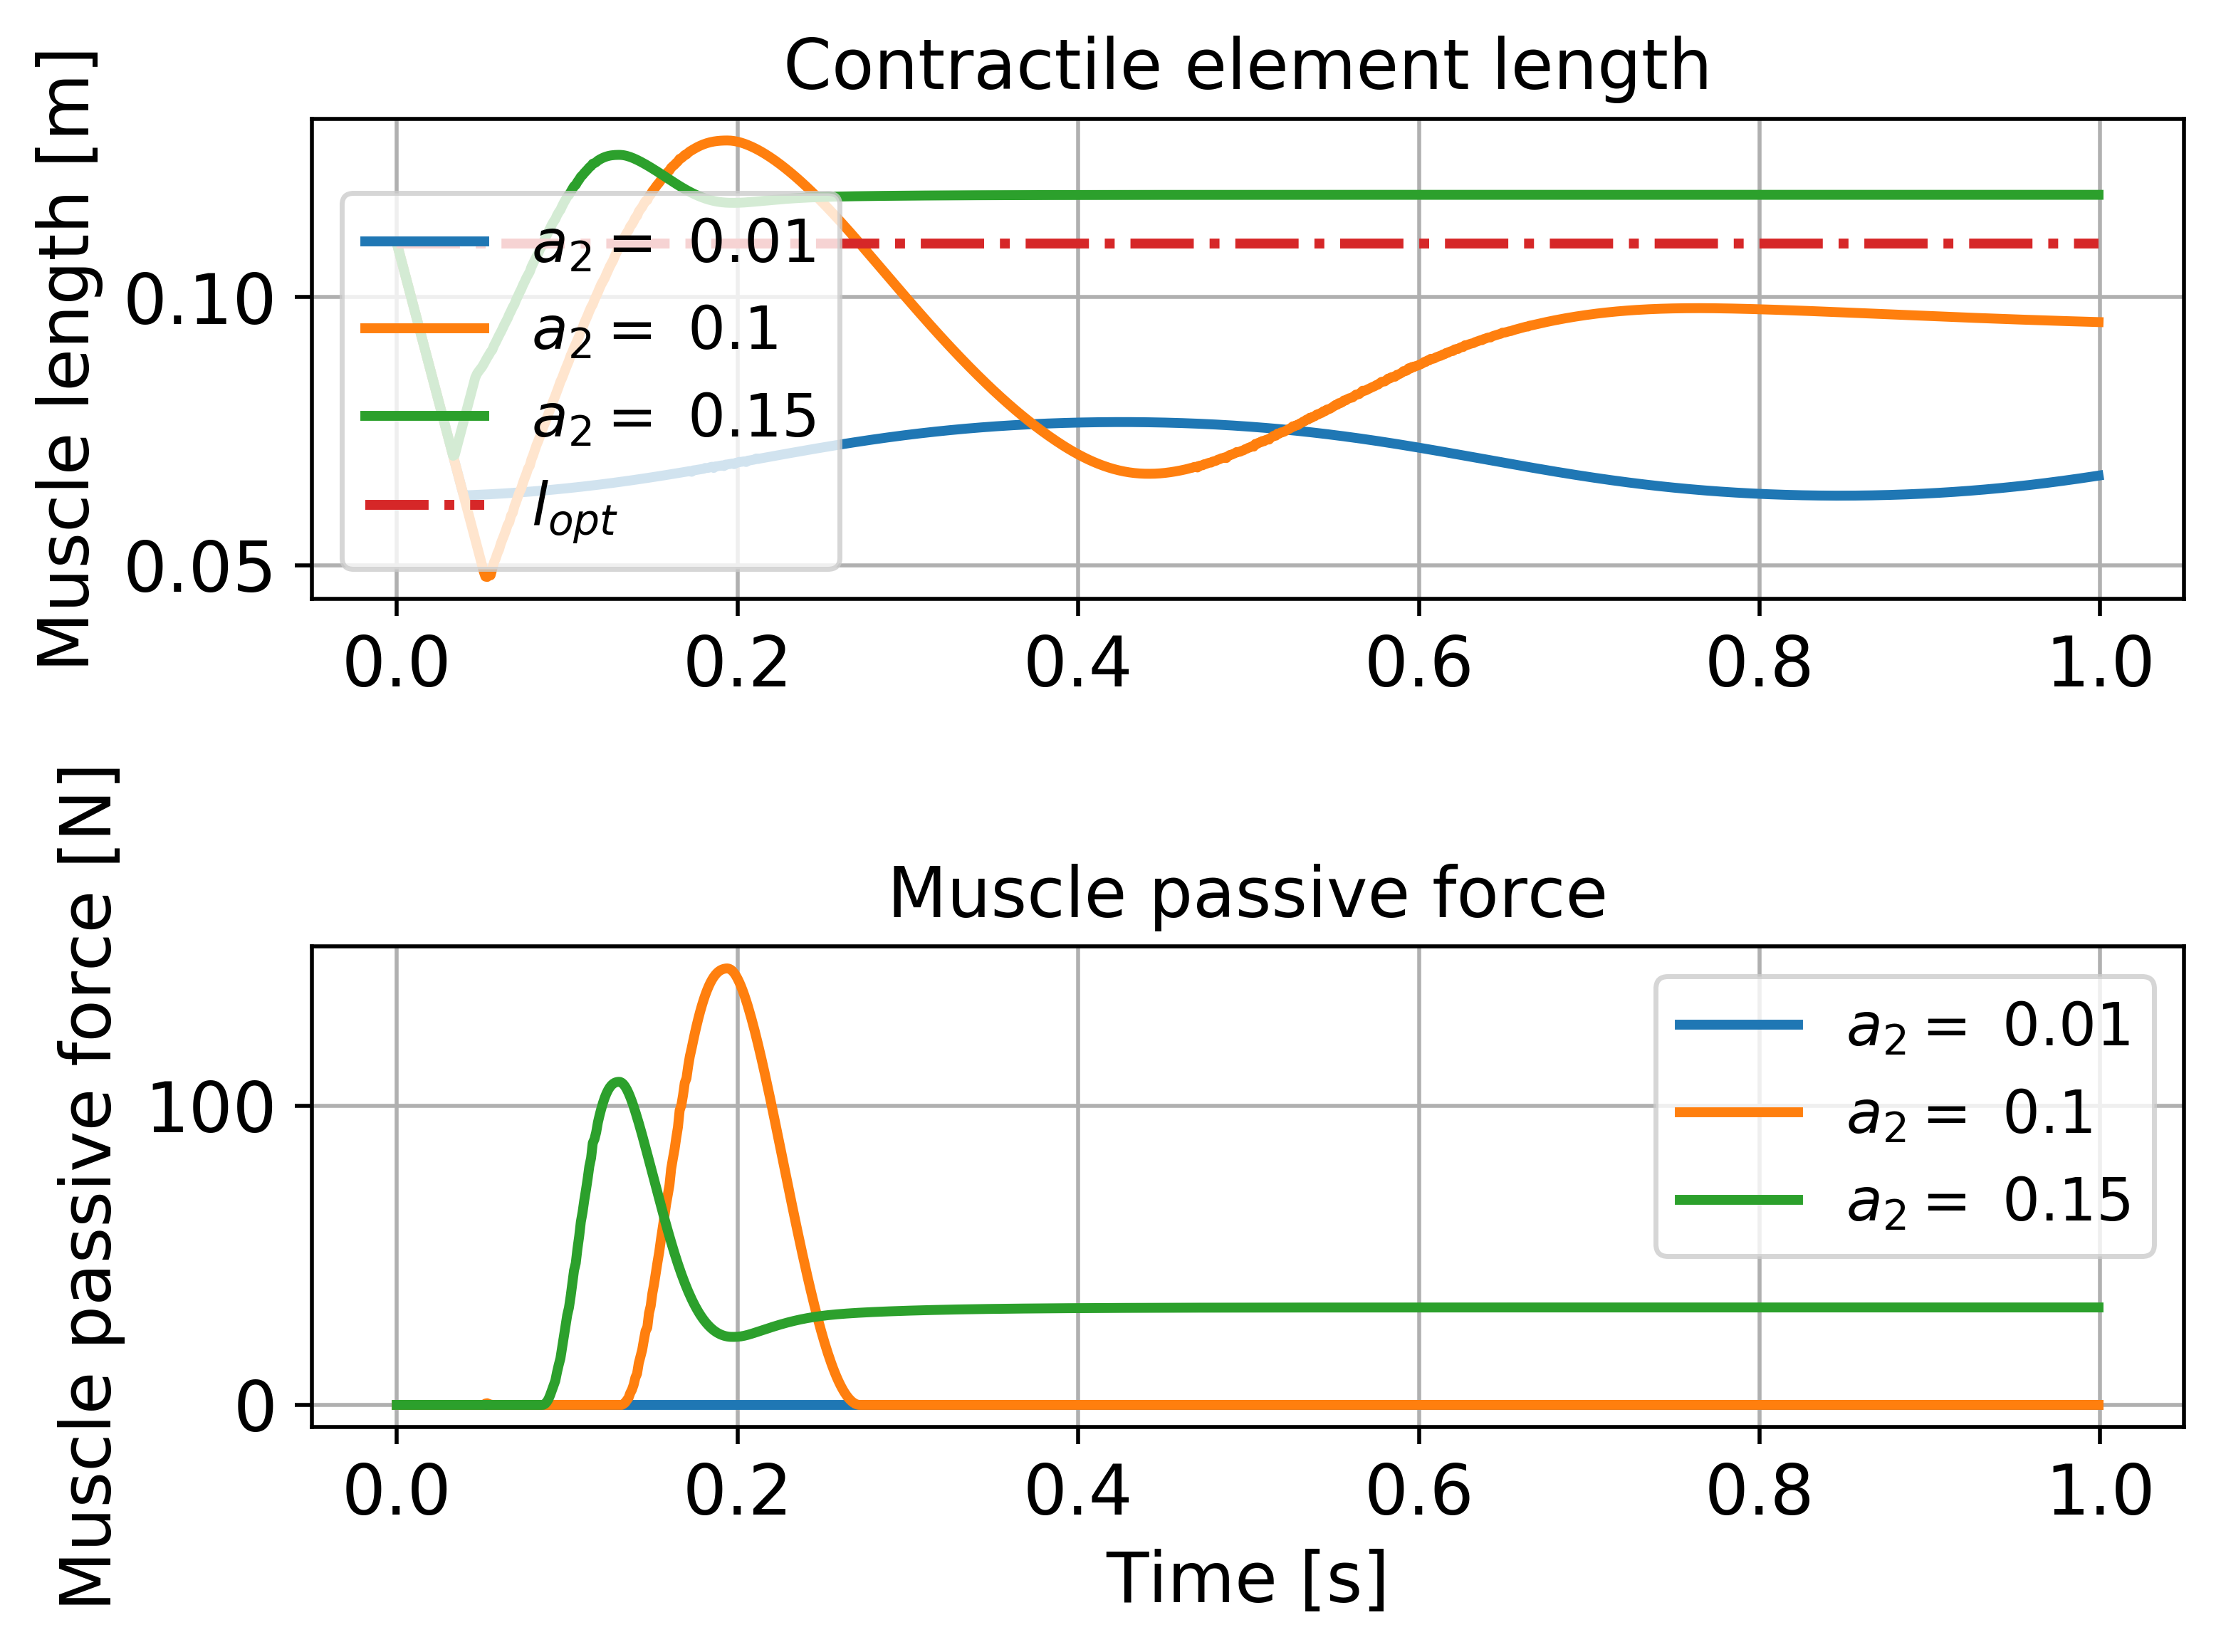 Contractile element length
Muscle length [m]
0.10
0.05
a₂ = 0.01
a₂ = 0.1
a₂ = 0.15
l_opt
0.0 0.2 0.4 0.6 0.8 1.0
Muscle passive force
Muscle passive force [N]
100
0
a₂ = 0.01
a₂ = 0.1
a₂ = 0.15
0.0 0.2 0.4 0.6 0.8 1.0
Time [s]